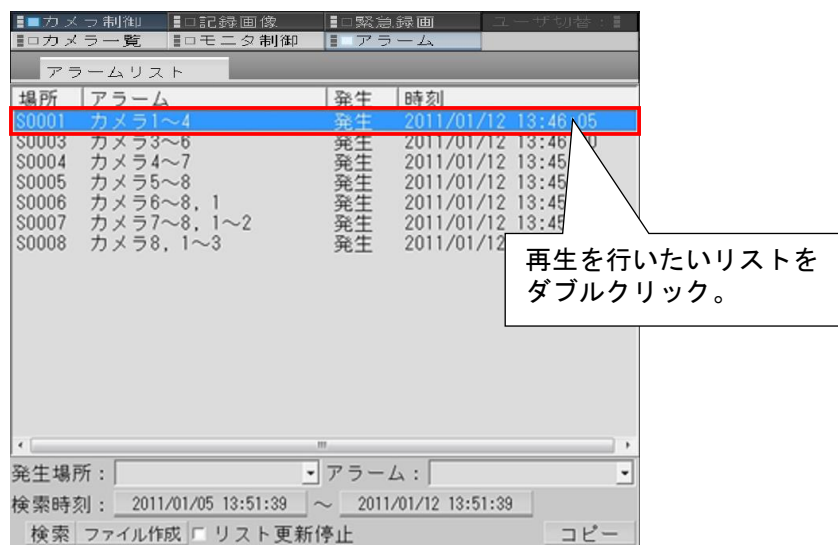 カメラ制御 記録画像 緊急録画 ユーザ切替：
カメラ一覧 モニタ制御 アラーム
アラームリスト
場所 アラーム 発生 時刻
S0001 カメラ1～4 発生 2011/01/12 13:46:05
S0003 カメラ3～6 発生 2011/01/12 13:46
S0004 カメラ4～7 発生 2011/01/12 13:45
S0005 カメラ5～8 発生 2011/01/12 13:45
S0006 カメラ6～8, 1 発生 2011/01/12 13:45
S0007 カメラ7～8, 1～2 発生 2011/01/12 13:45
S0008 カメラ8, 1～3 発生 2011/01/12
再生を行いたいリストを
ダブルクリック。
発生場所： アラーム：
検索時刻： 2011/01/05 13:51:39 ～ 2011/01/12 13:51:39
検索 ファイル作成 リスト更新停止 コピー